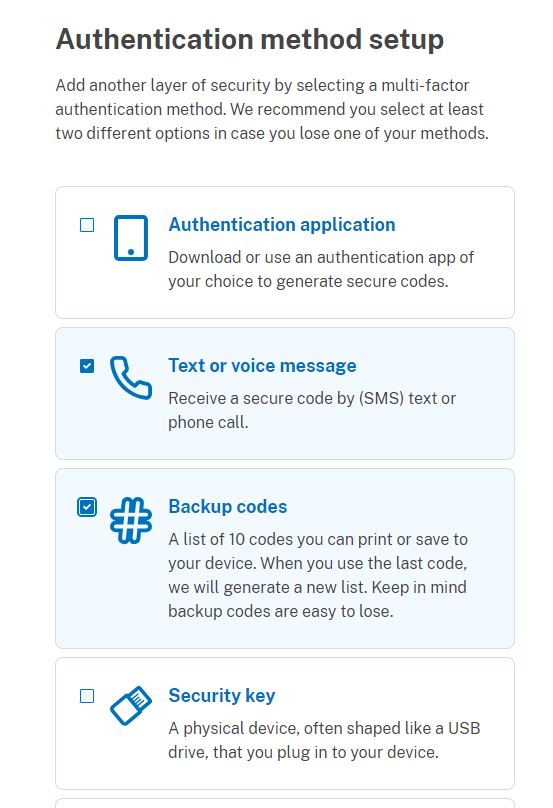 Authentication method setup
Add another layer of security by selecting a multi-factor
authentication method. We recommend you select at least
two different options in case you lose one of your methods.
Authentication application
Download or use an authentication app of
your choice to generate secure codes.
Text or voice message
Receive a secure code by (SMS) text or
phone call.
Backup codes
A list of 10 codes you can print or save to
your device. When you use the last code,
we will generate a new list. Keep in mind
backup codes are easy to lose.
Security key
A physical device, often shaped like a USB
drive, that you plug in to your device.